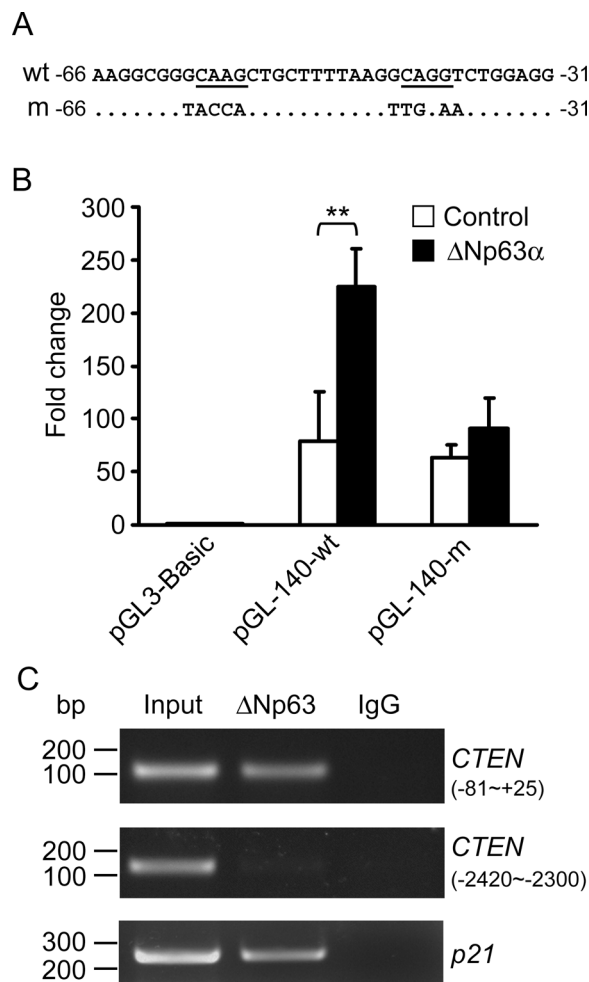 A
wt -66 AAGGCGGGCAAGCTGCTTTTAAGGCAGGTCTGGAGG -31
m -66 .......TACCA...........TTG.AA....... -31
B
300
250
200
150
100
50
0
Fold change
**
Control
ΔNp63α
pGL3-Basic
pGL-140-wt
pGL-140-m
C
bp Input ΔNp63 IgG
200
100
CTEN
(-81~+25)
200
100
CTEN
(-2420~-2300)
300
200
p21